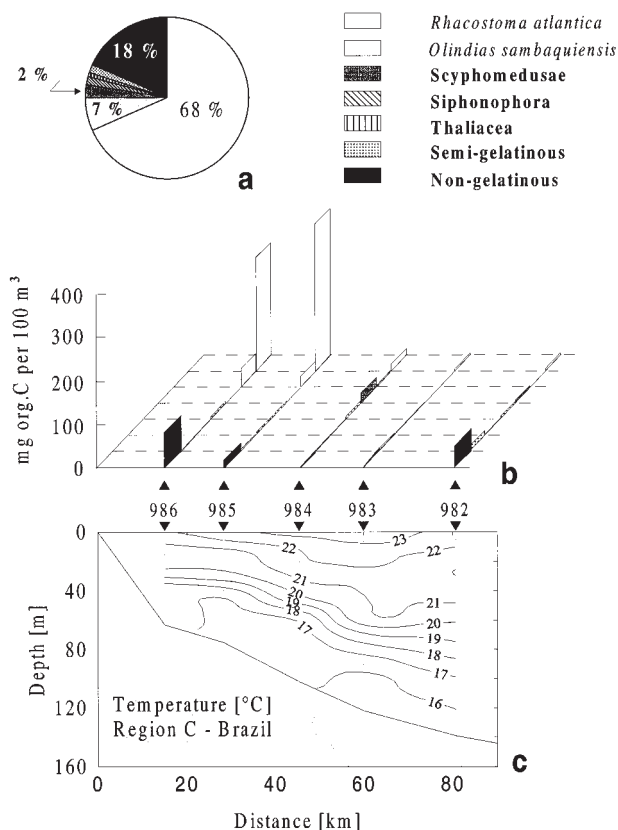 18 %
2 %
7 %
68 %
a
Rhacostoma atlantica
Olindias sambaquiensis
Scyphomedusae
Siphonophora
Thaliacea
Semi-gelatinous
Non-gelatinous
mg org.C per 100 m³
400
300
200
100
0
b
986 985 984 983 982
Depth [m]
0
40
80
120
160
23
22 22
21
20
19
18
17
21
20
19
18
17
16
Temperature [°C]
Region C - Brazil
c
0 20 40 60 80
Distance [km]